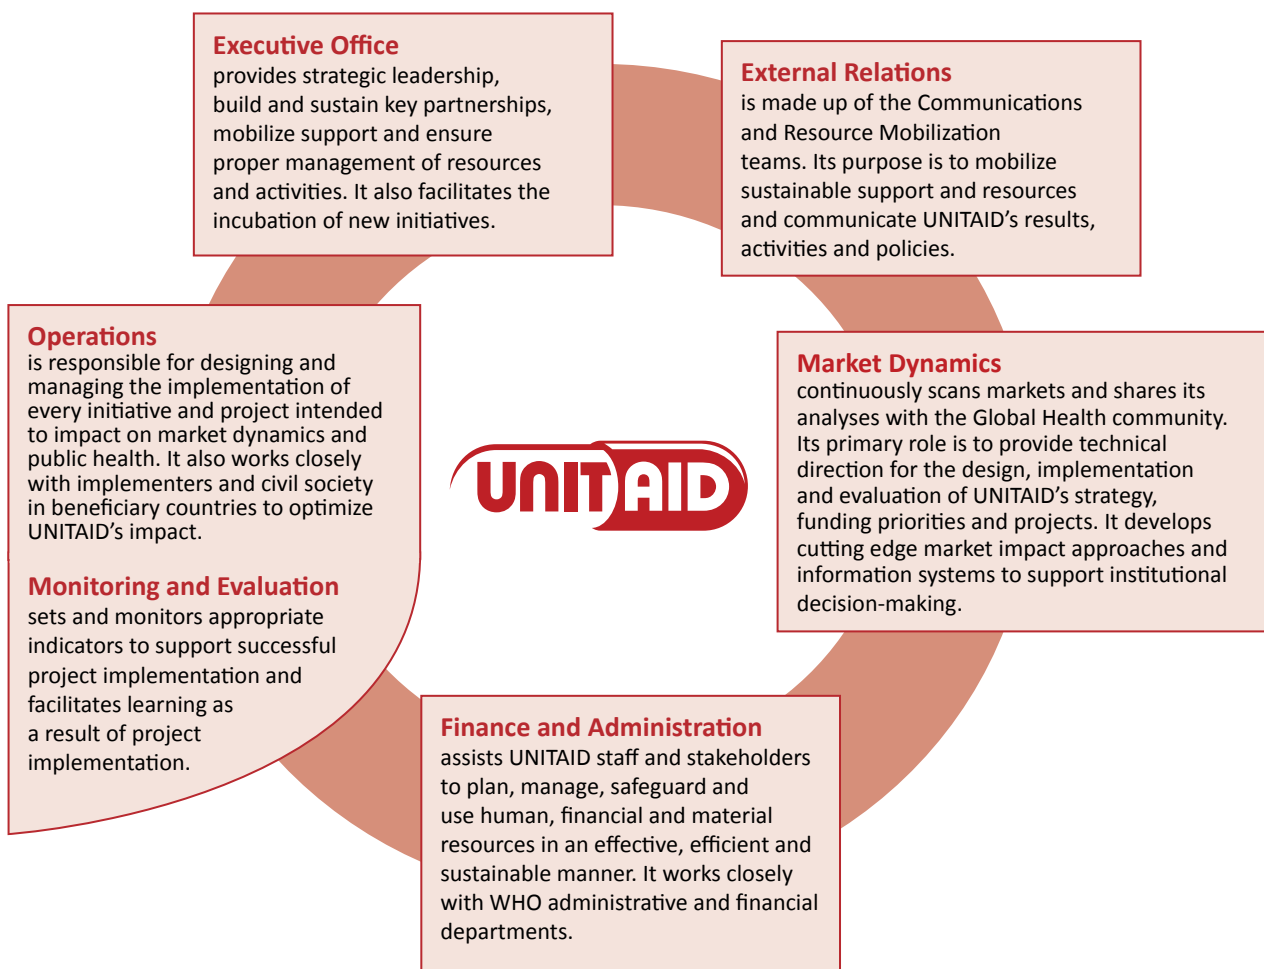 Executive Office
provides strategic leadership,
build and sustain key partnerships,
mobilize support and ensure
proper management of resources
and activities. It also facilitates the
incubation of new initiatives.
External Relations
is made up of the Communications
and Resource Mobilization
teams. Its purpose is to mobilize
sustainable support and resources
and communicate UNITAID's results,
activities and policies.
Operations
is responsible for designing and
managing the implementation of
every initiative and project intended
to impact on market dynamics and
public health. It also works closely
with implementers and civil society
in beneficiary countries to optimize
UNITAID's impact.
Monitoring and Evaluation
sets and monitors appropriate
indicators to support successful
project implementation and
facilitates learning as
a result of project
implementation.
UNITAID
Market Dynamics
continuously scans markets and shares its
analyses with the Global Health community.
Its primary role is to provide technical
direction for the design, implementation
and evaluation of UNITAID's strategy,
funding priorities and projects. It develops
cutting edge market impact approaches and
information systems to support institutional
decision-making.
Finance and Administration
assists UNITAID staff and stakeholders
to plan, manage, safeguard and
use human, financial and material
resources in an effective, efficient and
sustainable manner. It works closely
with WHO administrative and financial
departments.